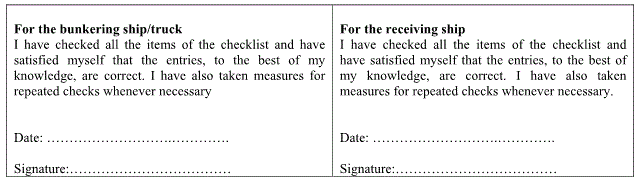 For the bunkering ship/truck
I have checked all the items of the checklist and have
satisfied myself that the entries, to the best of my
knowledge, are correct. I have also taken measures for
repeated checks whenever necessary
Date: ……………………….………….
Signature:………………………………
For the receiving ship
I have checked all the items of the checklist and
have satisfied myself that the entries, to the best of
my knowledge, are correct. I have also taken
measures for repeated checks whenever necessary.
Date: ……………………….………….
Signature:………………………………